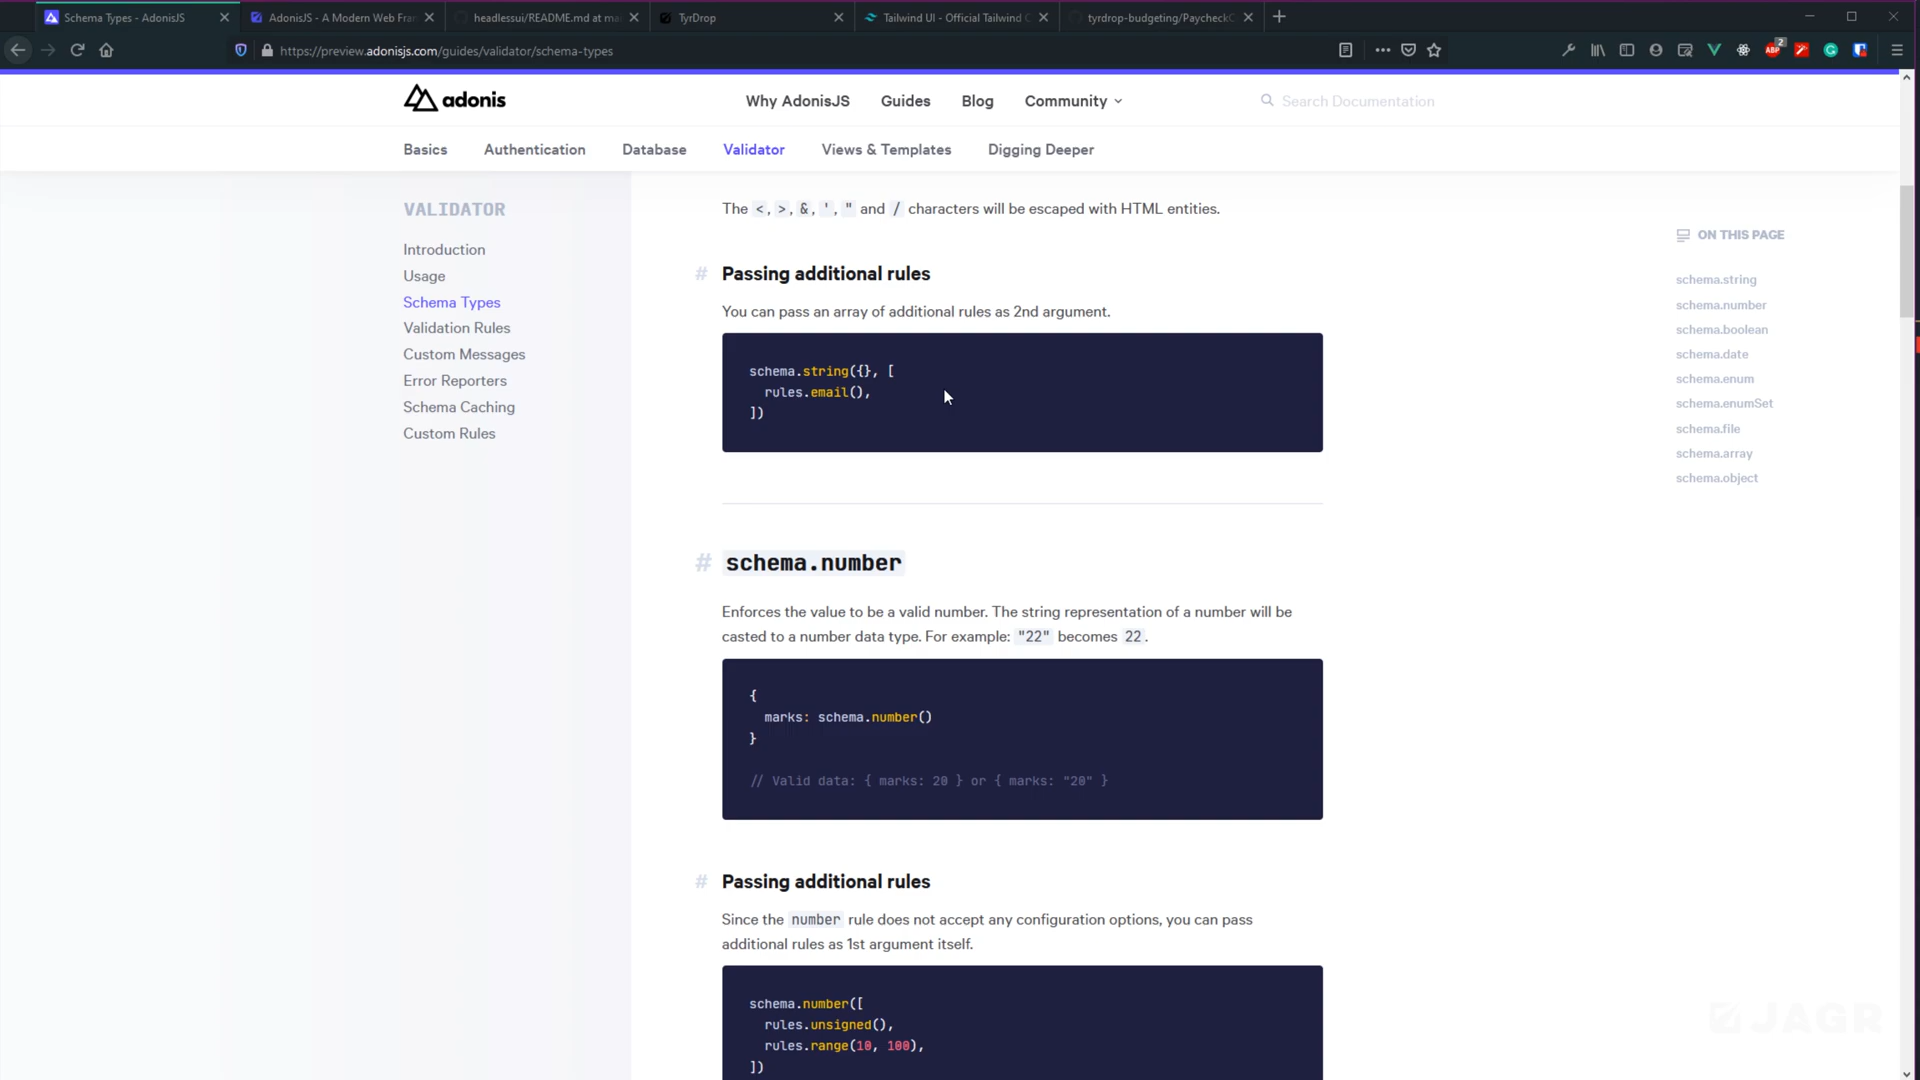 Schema Types - AdonisJS
AdonisJS - A Modern Web Fra
headlessui/README.md at ma
TyrDrop
Tailwind UI - Official Tailwind C
tyrdrop-budgeting/PaycheckC
https://preview.adonisjs.com/guides/validator/schema-types
ABP
2
adonis
Why AdonisJS
Guides
Blog
Community
Search Documentation
Basics
Authentication
Database
Validator
Views & Templates
Digging Deeper
VALIDATOR
Introduction
Usage
Schema Types
Validation Rules
Custom Messages
Error Reporters
Schema Caching
Custom Rules
The <, >, &, ', " and / characters will be escaped with HTML entities.
# Passing additional rules
You can pass an array of additional rules as 2nd argument.
schema.string({}, [
rules.email(),
])
# schema.number
Enforces the value to be a valid number. The string representation of a number will be
casted to a number data type. For example: "22" becomes 22.
{
marks: schema.number()
}
// Valid data: { marks: 20 } or { marks: "20" }
# Passing additional rules
Since the number rule does not accept any configuration options, you can pass
additional rules as 1st argument itself.
schema.number([
rules.unsigned(),
rules.range(10, 100),
])
ON THIS PAGE
schema.string
schema.number
schema.boolean
schema.date
schema.enum
schema.enumSet
schema.file
schema.array
schema.object
JAGR